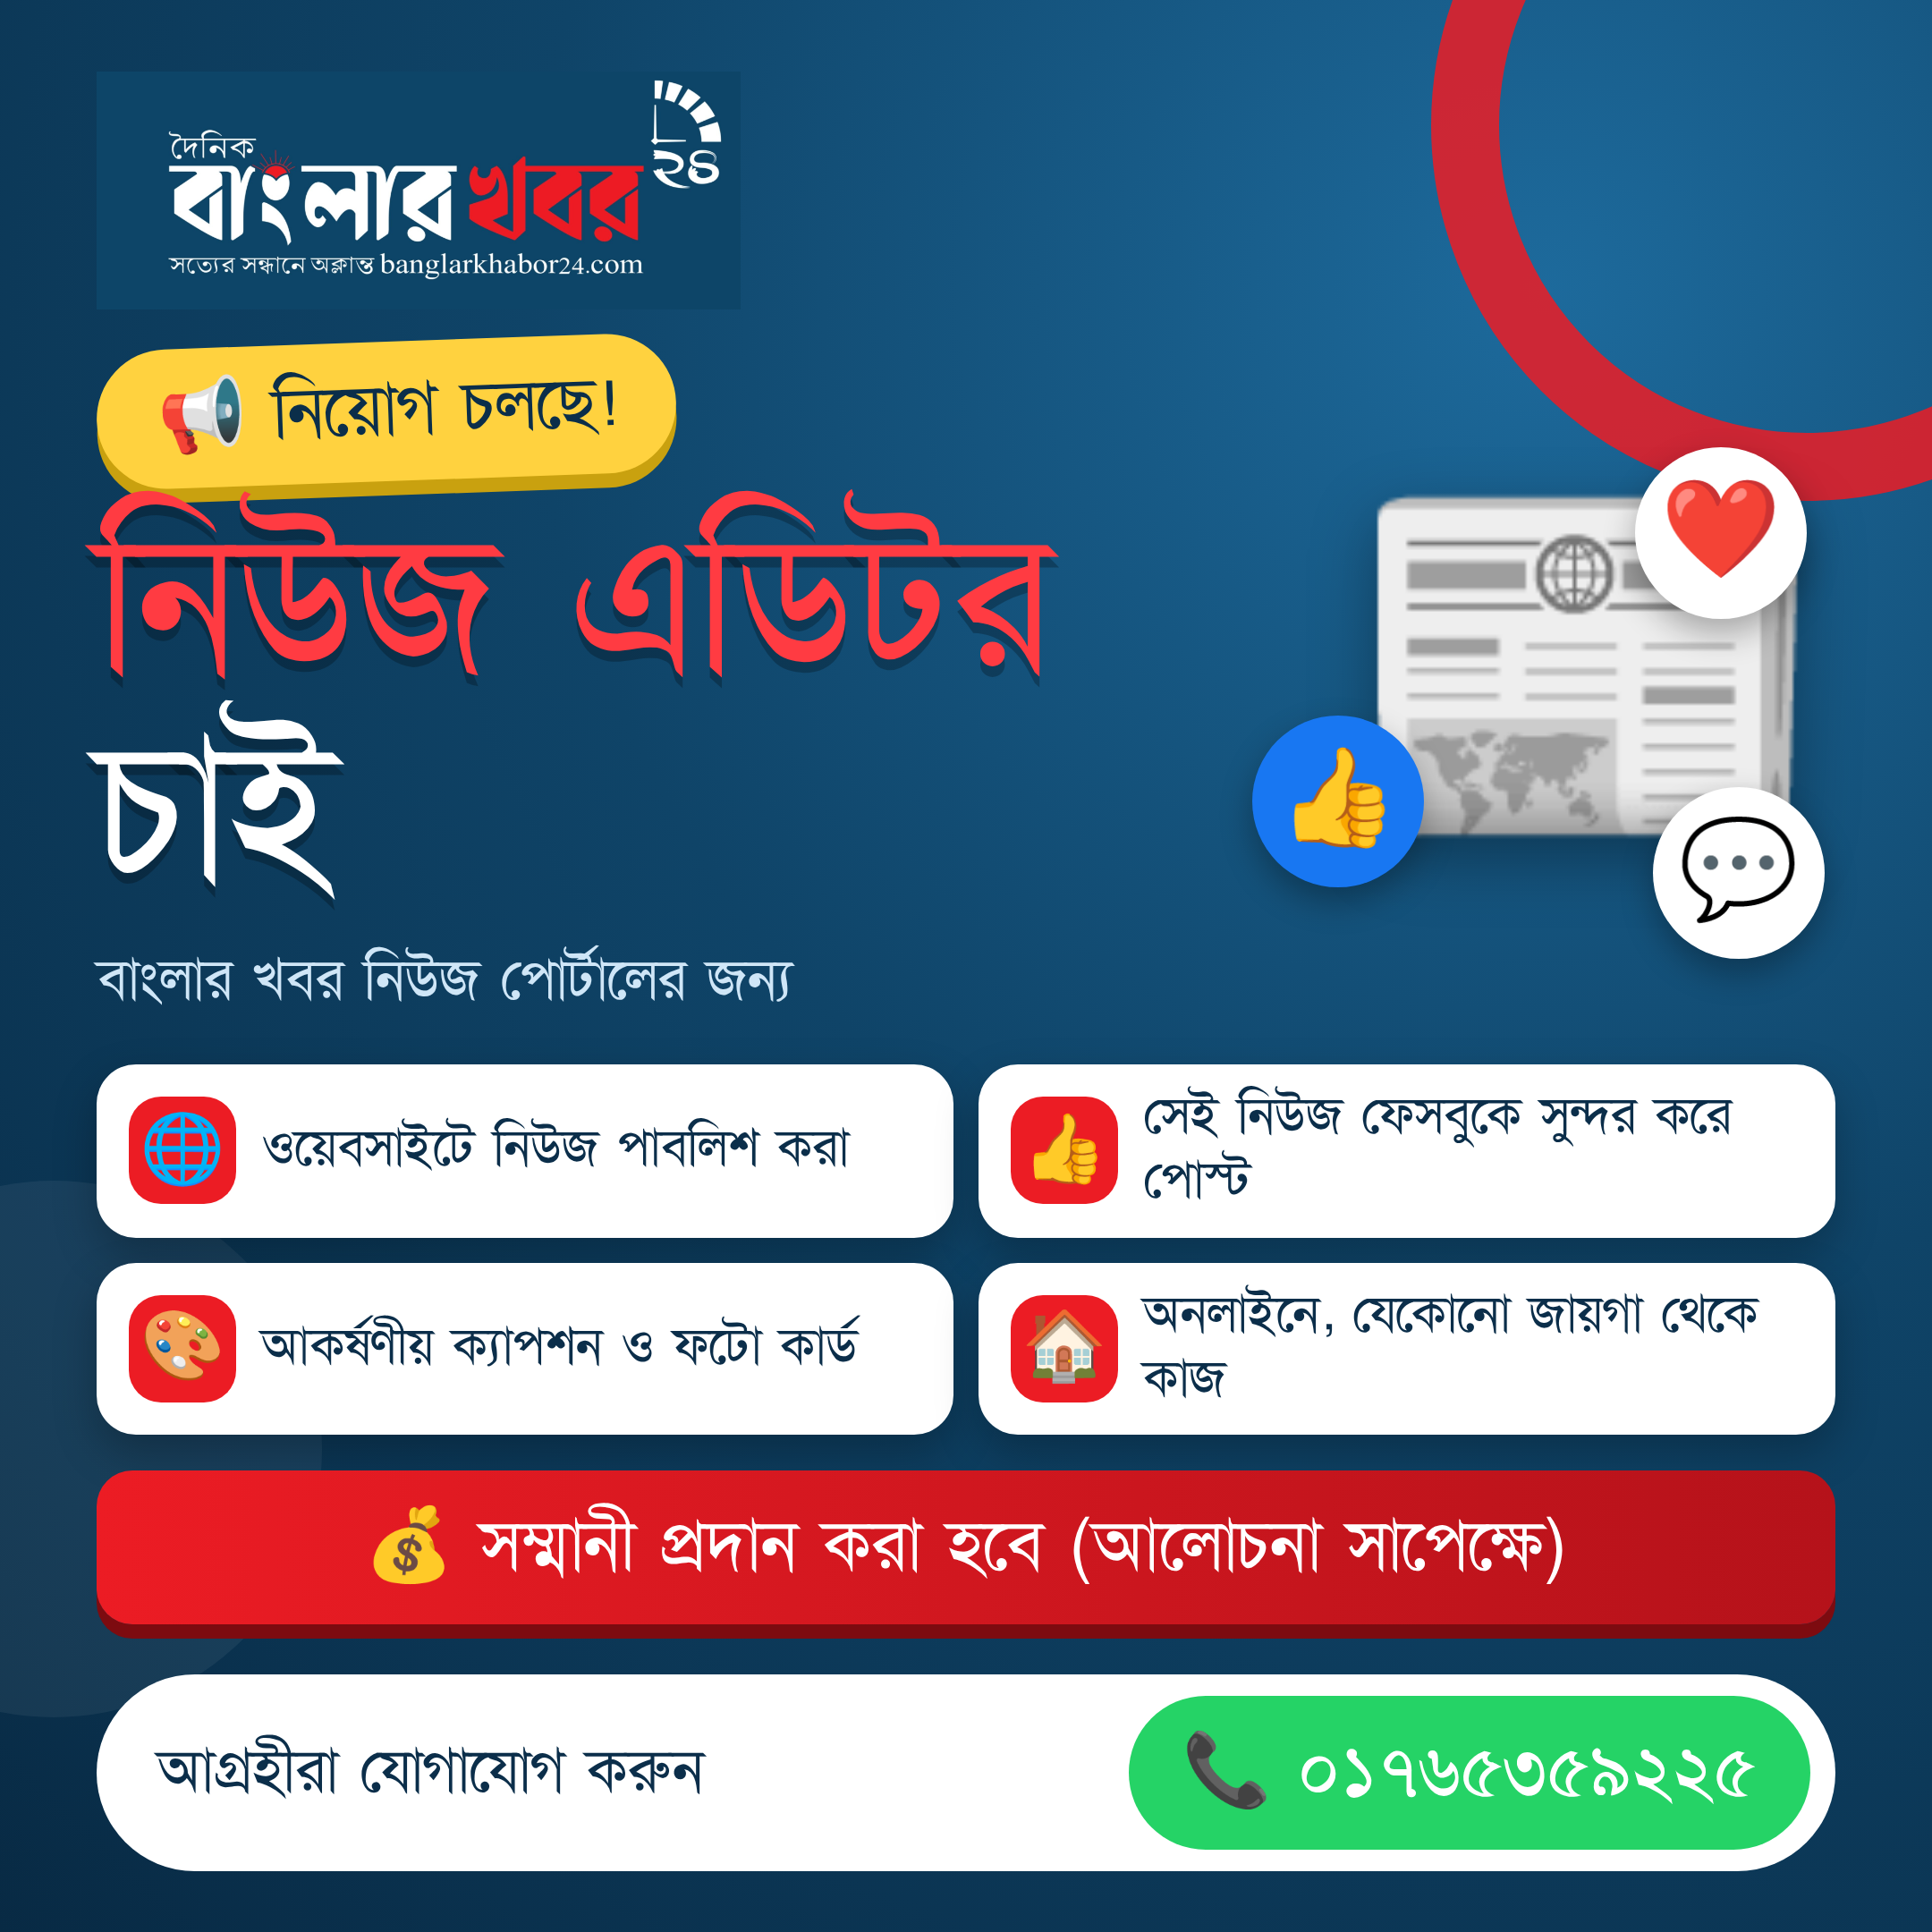 দৈনিক
বাংলার খবর ২৪
সত্যের সন্ধানে অক্লান্ত banglarkhabor24.com
নিয়োগ চলছে!
নিউজ এডিটর
চাই
বাংলার খবর নিউজ পোর্টালের জন্য
ওয়েবসাইটে নিউজ পাবলিশ করা
সেই নিউজ ফেসবুকে সুন্দর করে
পোস্ট
আকর্ষণীয় ক্যাপশন ও ফটো কার্ড
অনলাইনে, যেকোনো জায়গা থেকে
কাজ
সম্মানী প্রদান করা হবে (আলোচনা সাপেক্ষে)
আগ্রহীরা যোগাযোগ করুন
০১৭৬৫৩৫৯২২৫